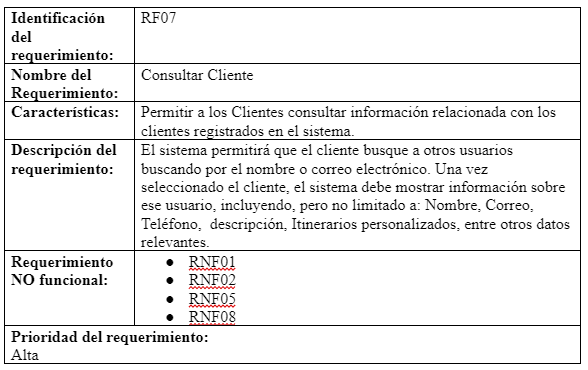 Identificación
del
requerimiento:
RF07
Nombre del
Requerimiento:
Consultar Cliente
Características:
Permitir a los Clientes consultar información relacionada con los
clientes registrados en el sistema.
Descripción del
requerimiento:
El sistema permitirá que el cliente busque a otros usuarios
buscando por el nombre o correo electrónico. Una vez
seleccionado el cliente, el sistema debe mostrar información sobre
ese usuario, incluyendo, pero no limitado a: Nombre, Correo,
Teléfono,  descripción, Itinerarios personalizados, entre otros datos
relevantes.
Requerimiento
NO funcional:
● RNF01
● RNF02
● RNF05
● RNF08
Prioridad del requerimiento:
Alta